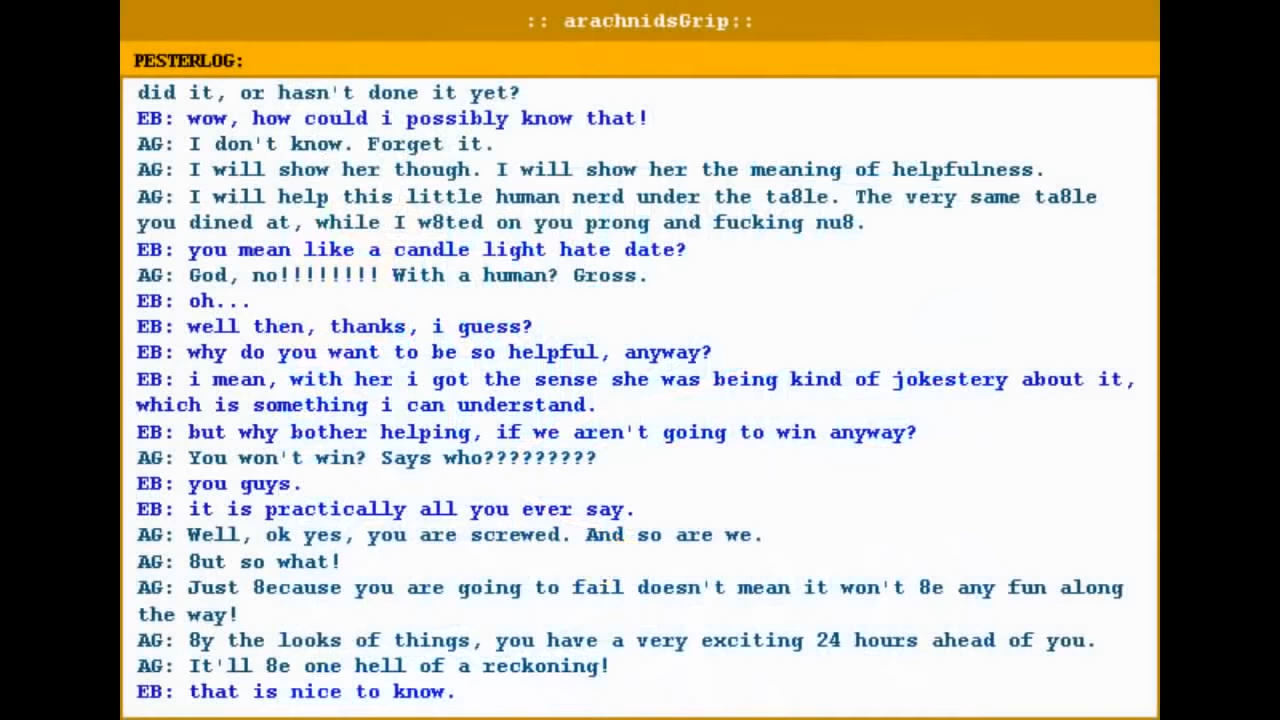 :: arachnidsGrip::
PESTERLOG:
did it, or hasn't done it yet?
EB: wow, how could i possibly know that!
AG: I don't know. Forget it.
AG: I will show her though. I will show her the meaning of helpfulness.
AG: I will help this little human nerd under the ta8le. The very same ta8le
you dined at, while I w8ted on you prong and fucking nu8.
EB: you mean like a candle light hate date?
AG: God, no!!!!!!!! With a human? Gross.
EB: oh...
EB: well then, thanks, i guess?
EB: why do you want to be so helpful, anyway?
EB: i mean, with her i got the sense she was being kind of jokestery about it,
which is something i can understand.
EB: but why bother helping, if we aren't going to win anyway?
AG: You won't win? Says who?????????
EB: you guys.
EB: it is practically all you ever say.
AG: Well, ok yes, you are screwed. And so are we.
AG: 8ut so what!
AG: Just 8ecause you are going to fail doesn't mean it won't 8e any fun along
the way!
AG: 8y the looks of things, you have a very exciting 24 hours ahead of you.
AG: It'll 8e one hell of a reckoning!
EB: that is nice to know.